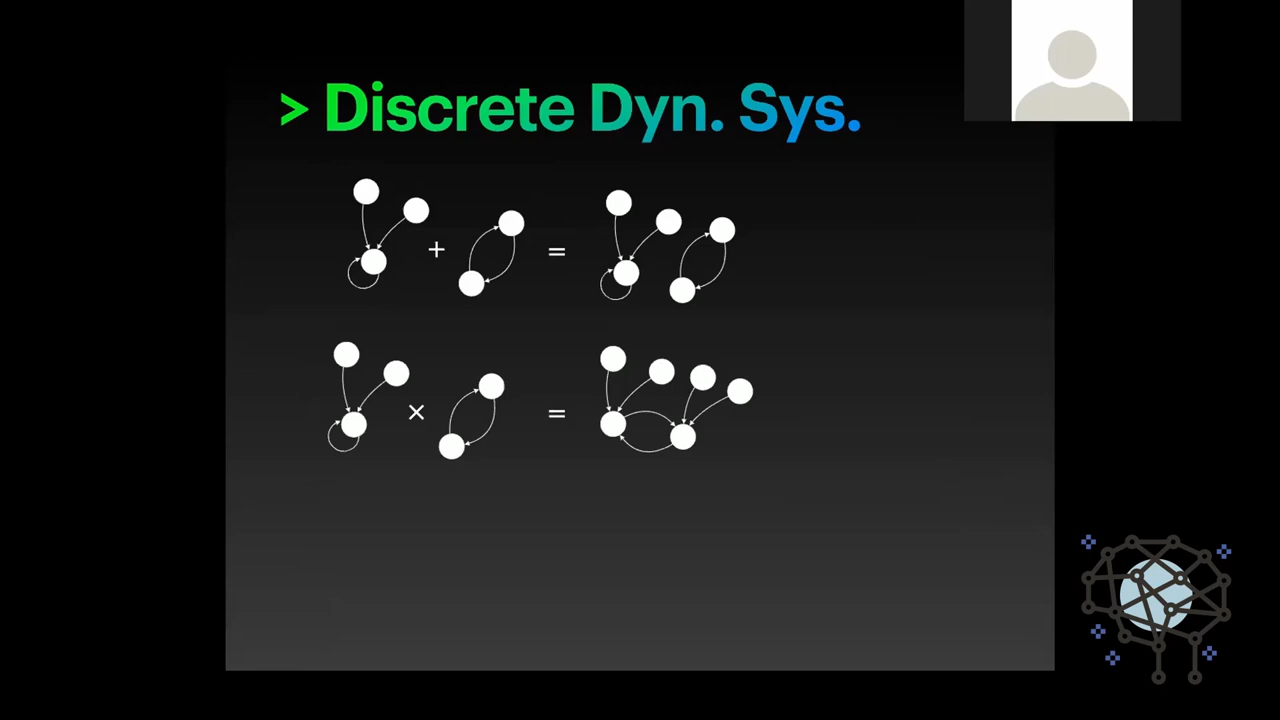 > Discrete Dyn. Sys.
+ =
× =